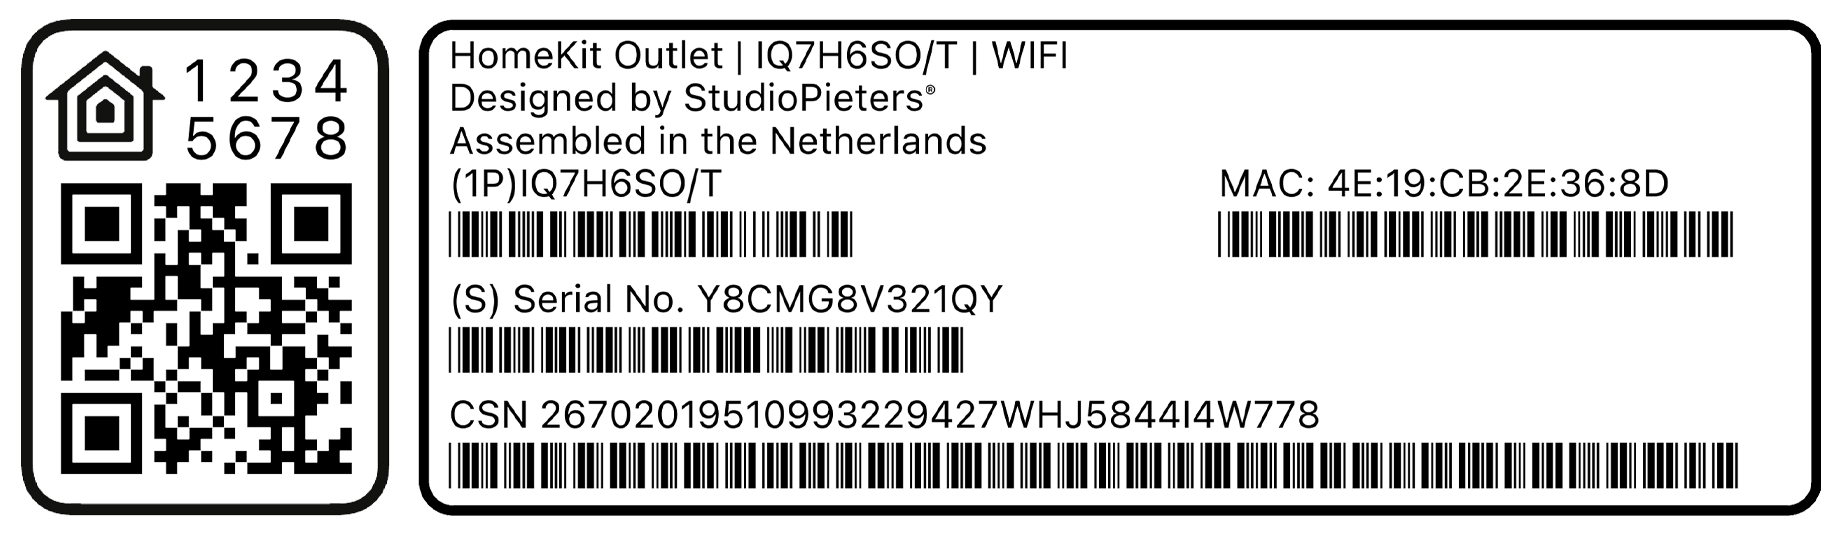 1234
5678
HomeKit Outlet | IQ7H6SO/T | WIFI
Designed by StudioPieters®
Assembled in the Netherlands
(1P)IQ7H6SO/T
MAC: 4E:19:CB:2E:36:8D
(S) Serial No. Y8CMG8V321QY
CSN 26702019510993229427WHJ5844I4W778